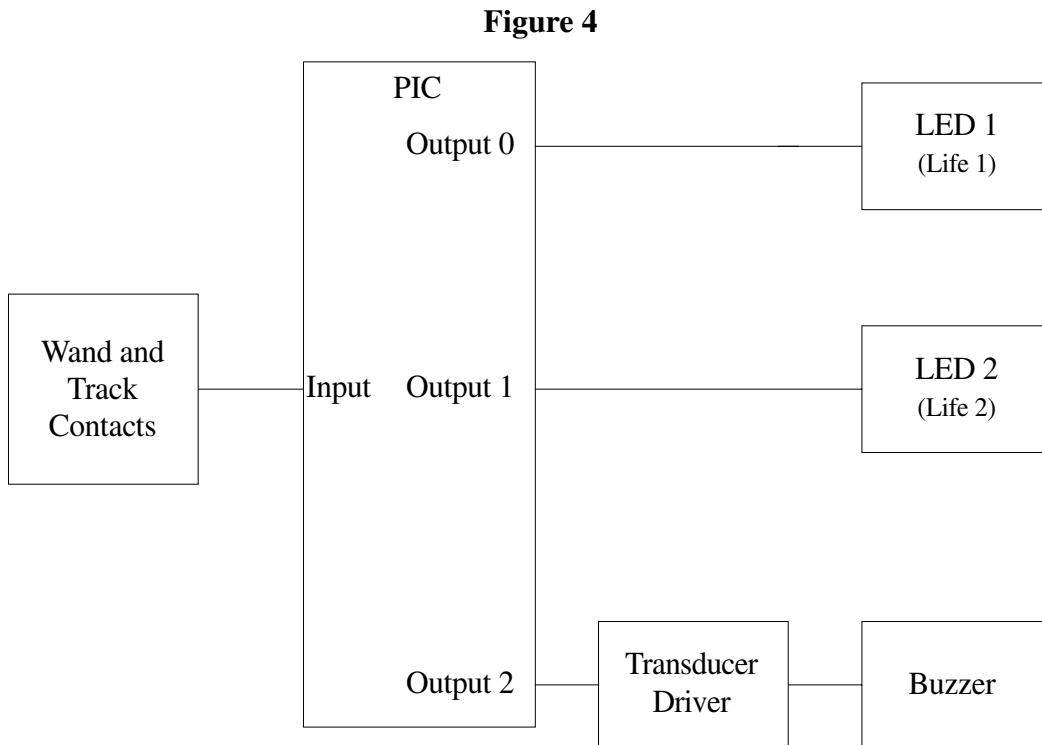 Figure 4
PIC
Output 0
LED 1
(Life 1)
Wand and
Track
Contacts
Input
Output 1
LED 2
(Life 2)
Output 2
Transducer
Driver
Buzzer